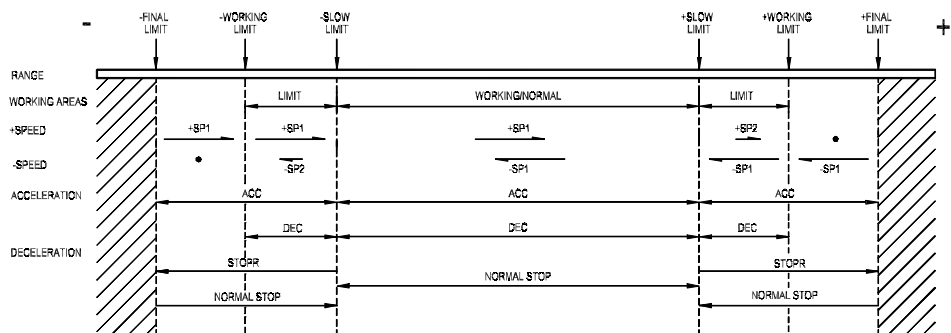 -FINAL LIMIT
-WORKING LIMIT
-SLOW LIMIT
+SLOW LIMIT
+WORKING LIMIT
+FINAL LIMIT
- +
RANGE
WORKING AREAS LIMIT WORKING/NORMAL LIMIT
+SPEED +SP1 +SP1 +SP1 +SP2
-SPEED -SP2 -SP1 -SP1 -SP1
ACCELERATION ACC ACC ACC
DEC DEC DEC
DECELERATION
STOPR STOPR
NORMAL STOP
NORMAL STOP NORMAL STOP